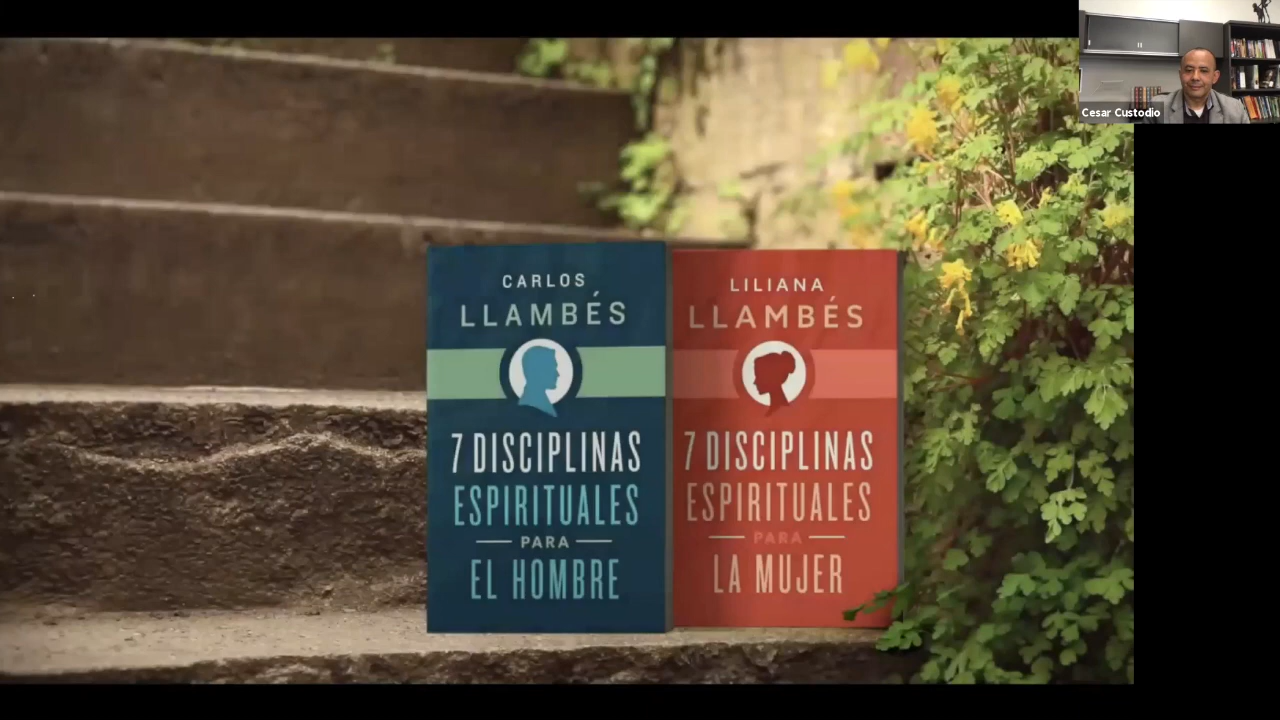 Cesar Custodio
CARLOS
LLAMBÉS
7 DISCIPLINAS
ESPIRITUALES
PARA
EL HOMBRE
LILIANA
LLAMBÉS
7 DISCIPLINAS
ESPIRITUALES
PARA
LA MUJER